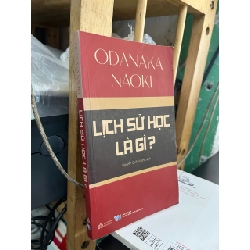 ODANAKA
NAOKI
LỊCH SỬ HỌC
LÀ GÌ?
LỊCH SỬ HỌC LÀ GÌ?